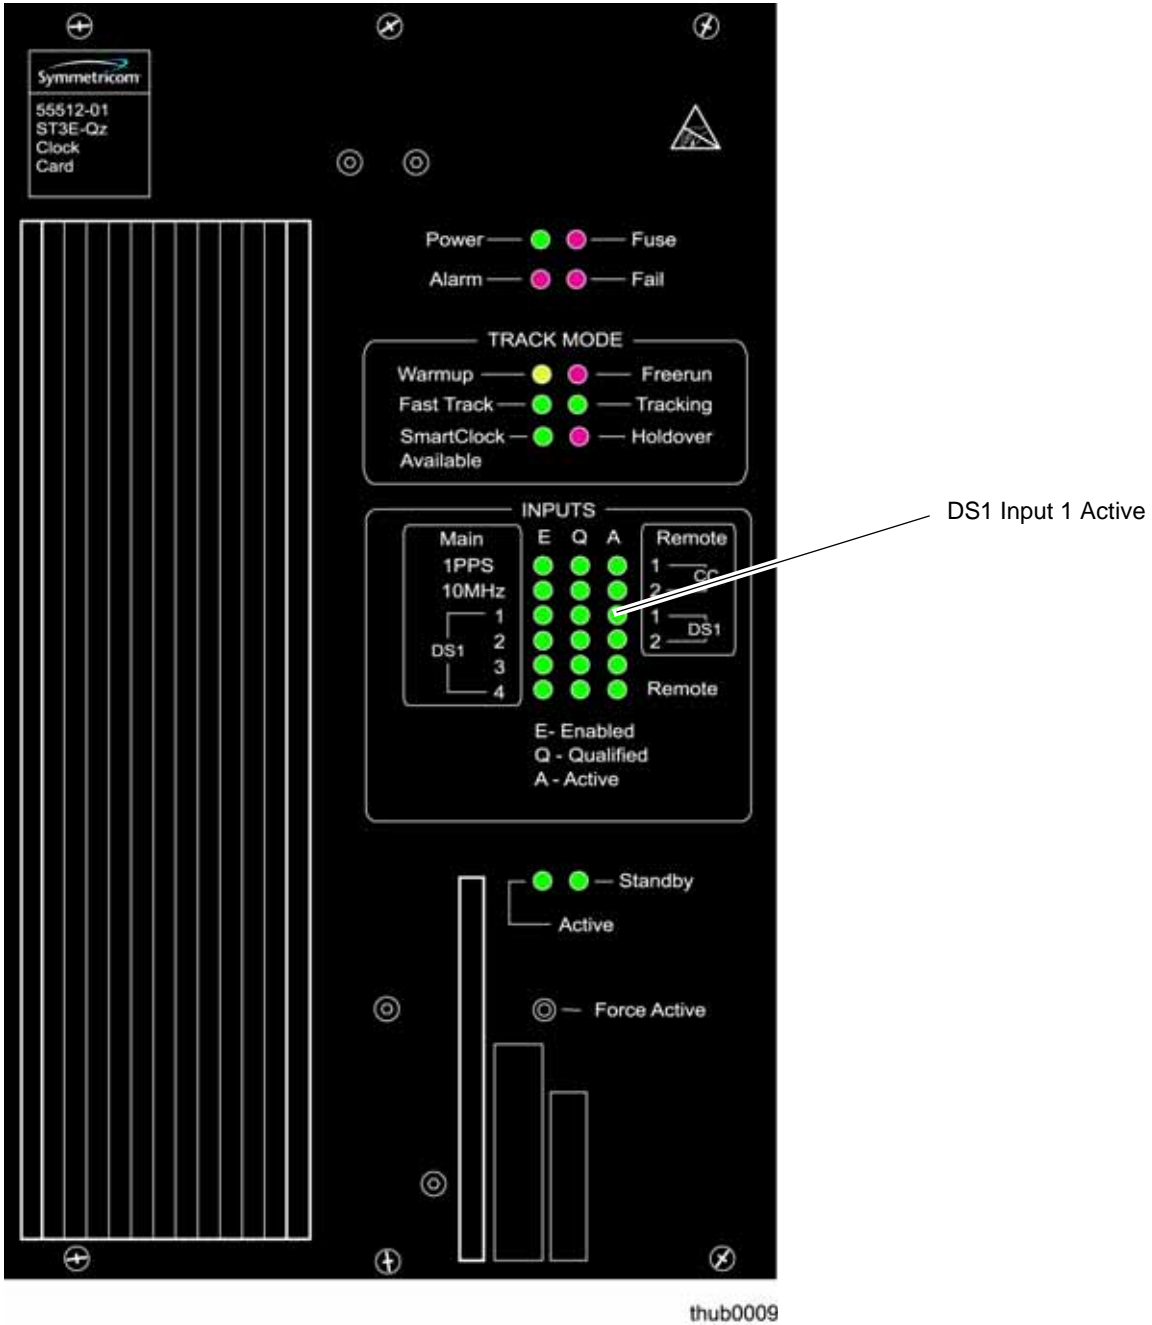 Symmetricom
55512-01
ST3E-Qz
Clock
Card
Power Fuse
Alarm Fail
TRACK MODE
Warmup Freerun
Fast Track Tracking
SmartClock Holdover
Available
INPUTS
DS1 Input 1 Active
Main E Q A Remote
1PPS 1
CC
10MHz 2
1 1
DS1 2 2 DS1
3
4 Remote
E- Enabled
Q - Qualified
A - Active
Standby
Active
Force Active
thub0009